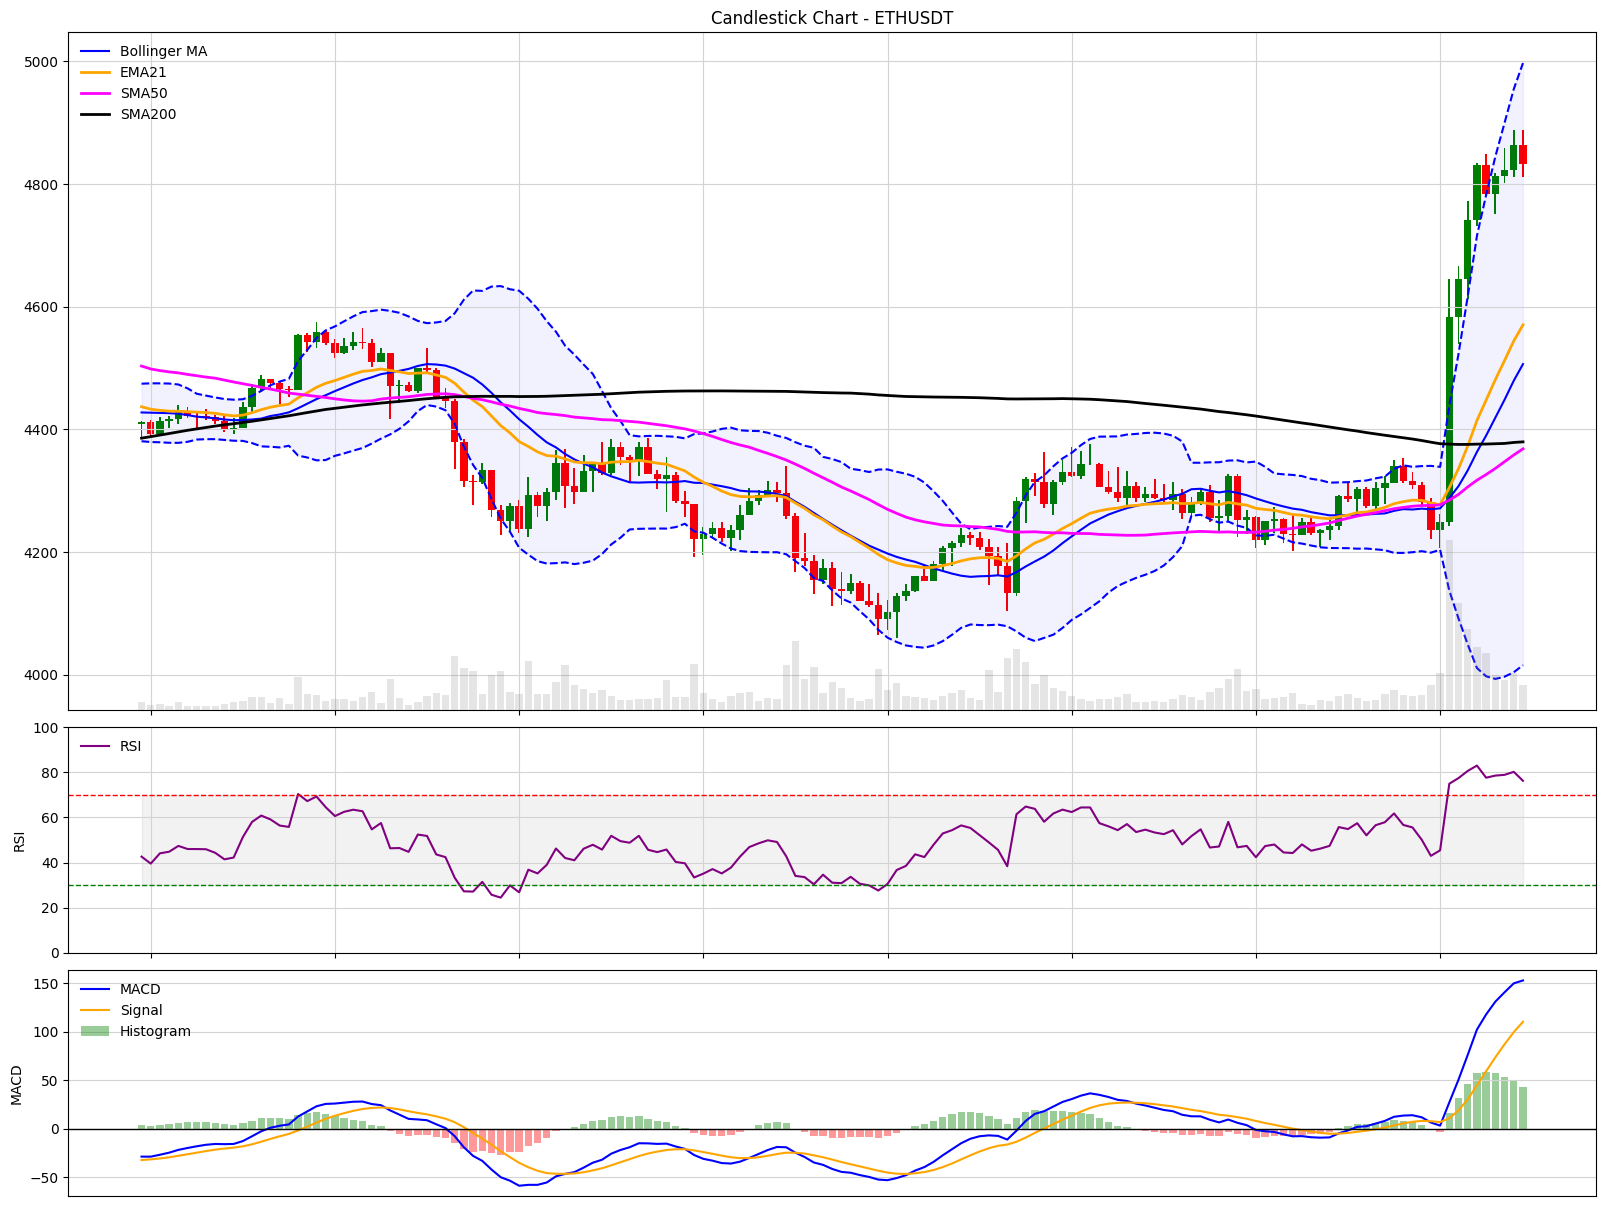 Candlestick Chart - ETHUSDT
Bollinger MA
EMA21
SMA50
SMA200
5000
4800
4600
4400
4200
4000
RSI
100
80
60
40
20
0
RSI
MACD
Signal
Histogram
150
100
50
0
−50
MACD